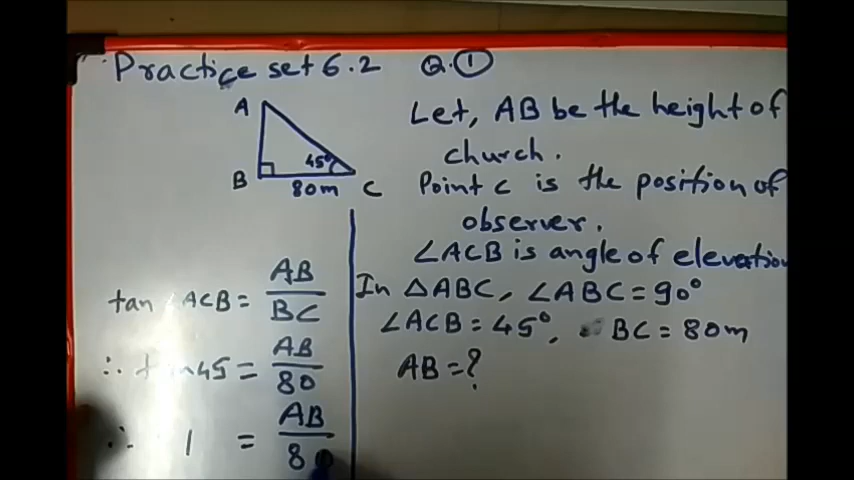 Practice set 6.2 Q.①
A
45°
B 80m C
Let, AB be the height of
church.
Point C is the position of
observer.
∠ACB is angle of elevation
In △ABC, ∠ABC = 90°
∠ACB = 45°, BC = 80m
AB = ?
tan ∠ACB = AB/BC
∴ tan 45 = AB/80
∴ 1 = AB/80